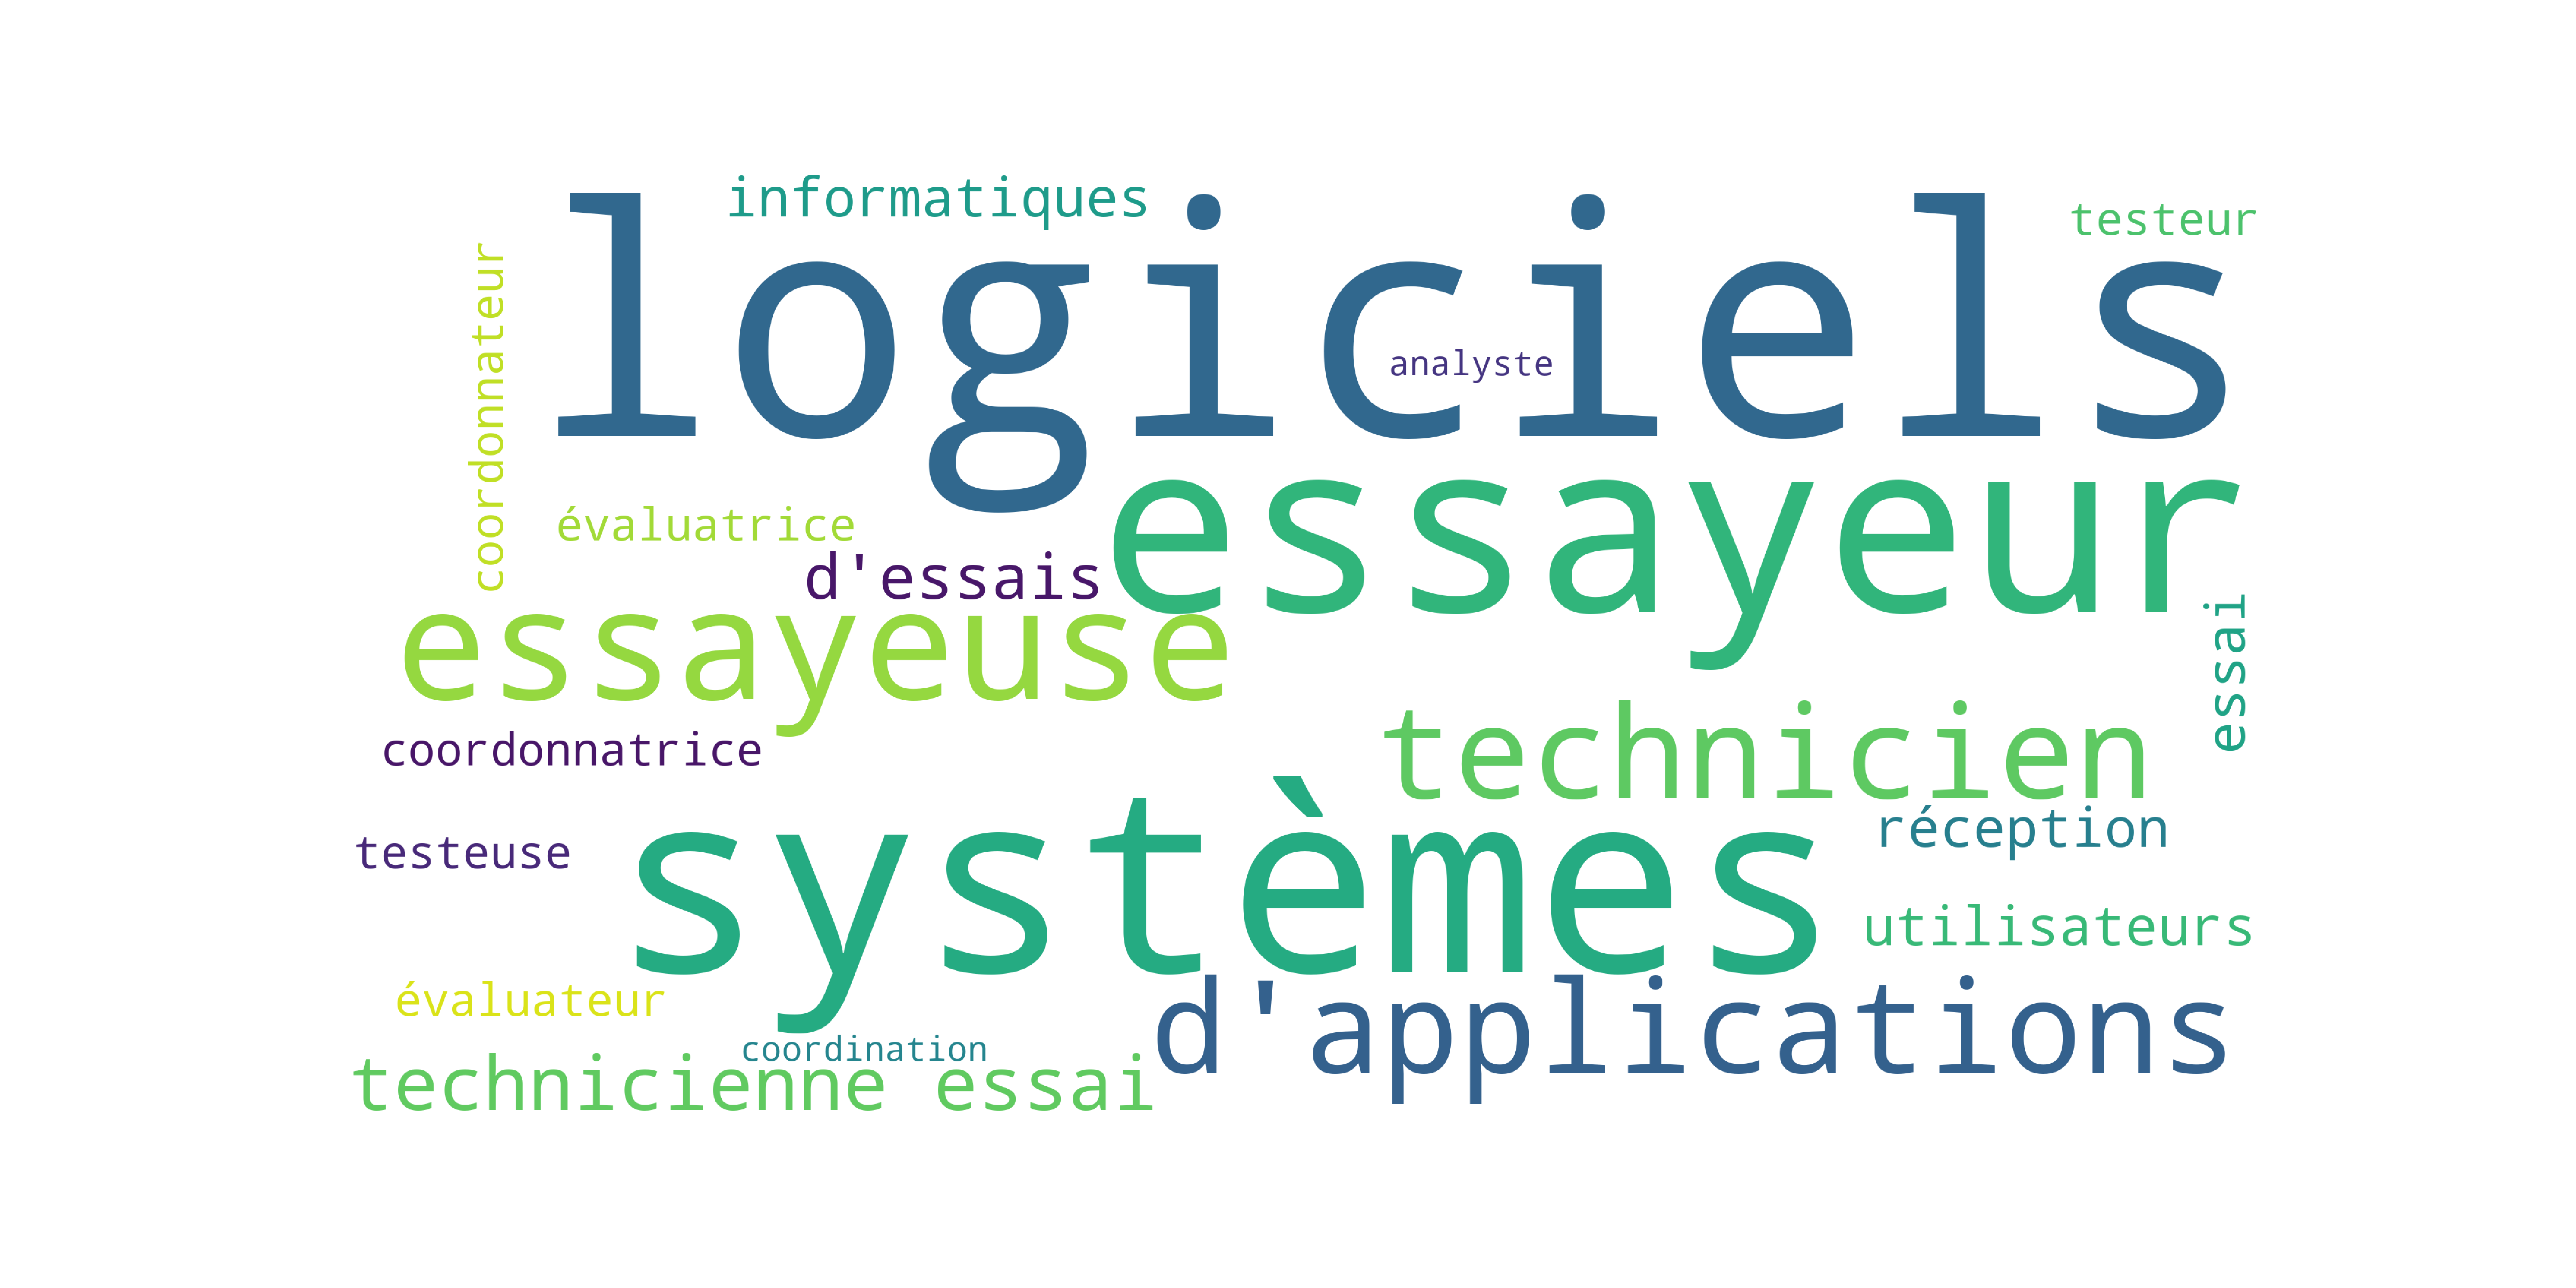 informatiques
testeur
logiciels
coordonnateur
analyste
essayeur
évaluatrice
d'essais
essayeuse
essai
technicien
coordonnatrice
systèmes
réception
testeuse
utilisateurs
évaluateur
d'applications
coordination
technicienne essai